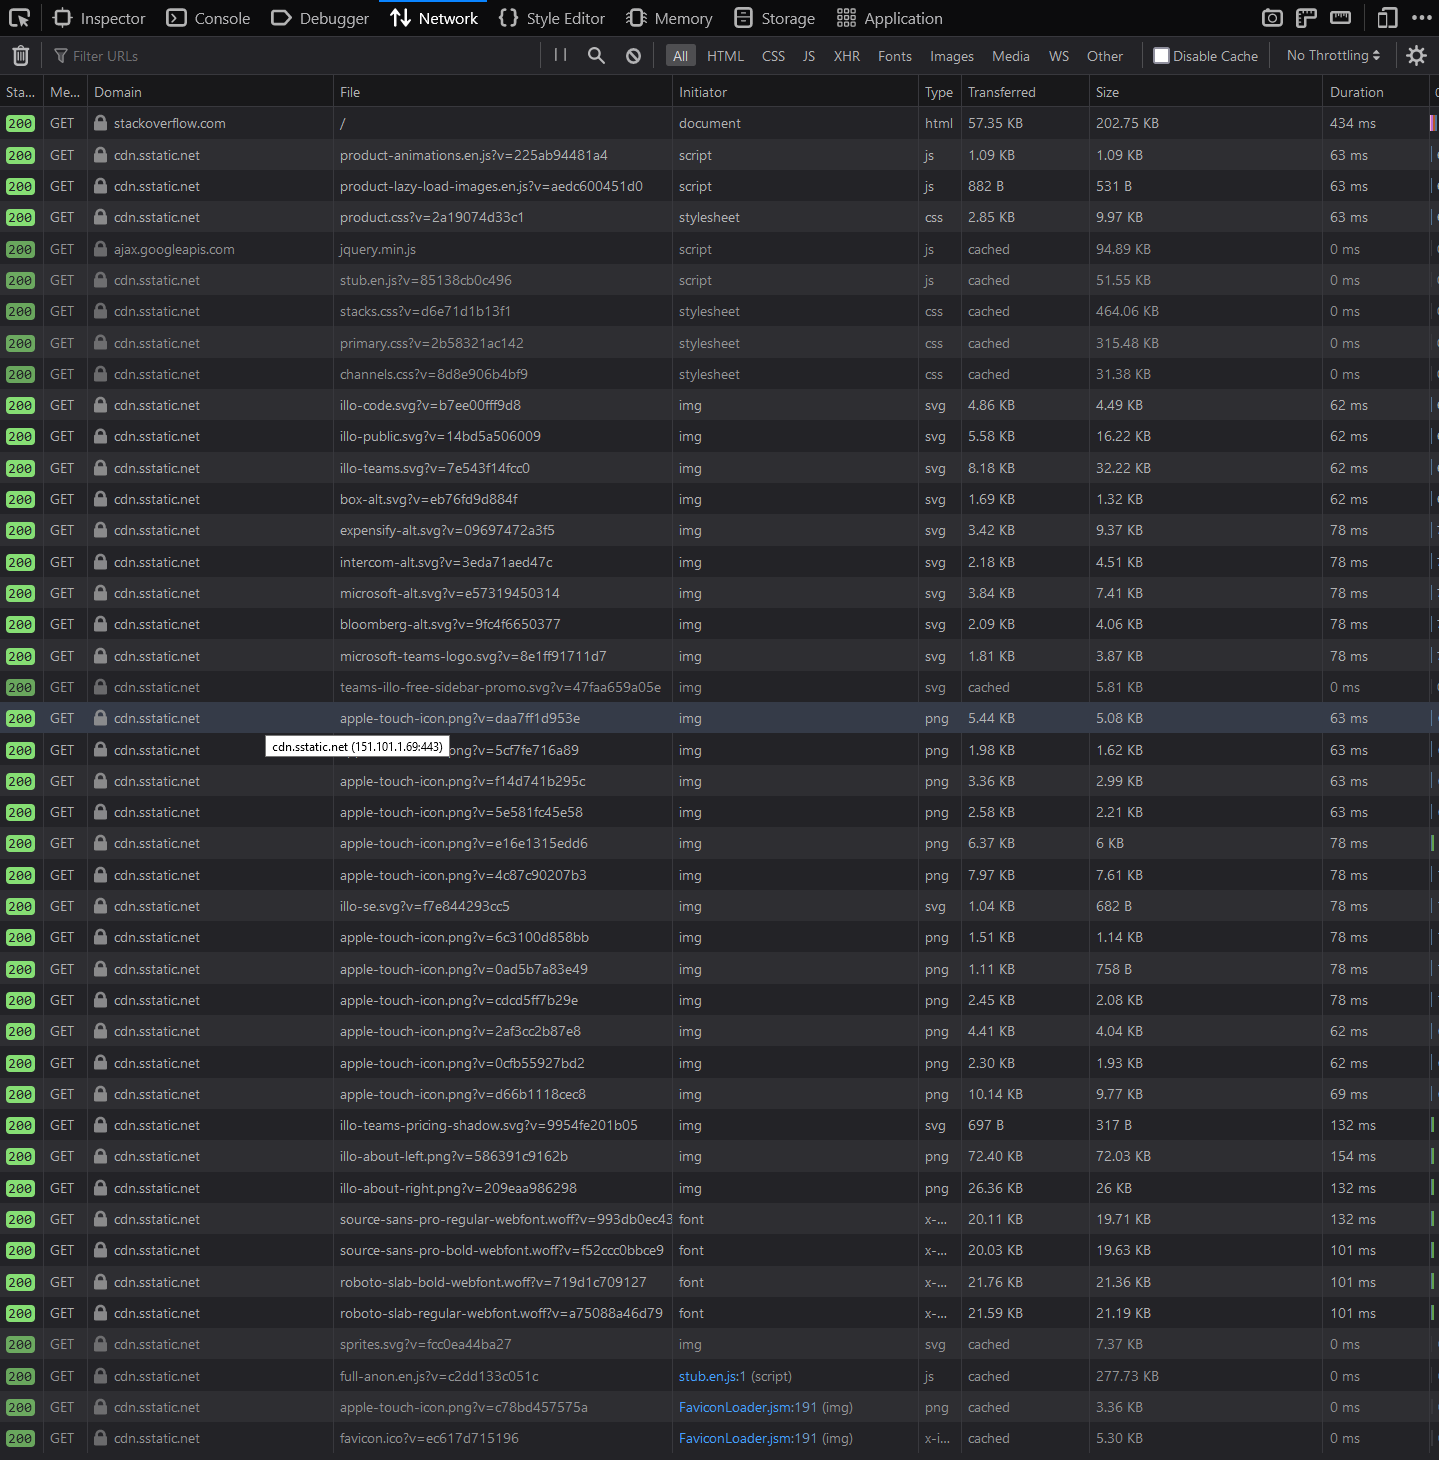 Inspector Console Debugger Network Style Editor Memory Storage Application
Filter URLs All HTML CSS JS XHR Fonts Images Media WS Other Disable Cache No Throttling
Sta... Me... Domain File Initiator Type Transferred Size Duration
200 GET stackoverflow.com / document html 57.35 KB 202.75 KB 434 ms
200 GET cdn.sstatic.net product-animations.en.js?v=225ab94481a4 script js 1.09 KB 1.09 KB 63 ms
200 GET cdn.sstatic.net product-lazy-load-images.en.js?v=aedc600451d0 script js 882 B 531 B 63 ms
200 GET cdn.sstatic.net product.css?v=2a19074d33c1 stylesheet css 2.85 KB 9.97 KB 63 ms
200 GET ajax.googleapis.com jquery.min.js script js cached 94.89 KB 0 ms
200 GET cdn.sstatic.net stub.en.js?v=85138cb0c496 script js cached 51.55 KB 0 ms
200 GET cdn.sstatic.net stacks.css?v=d6e71d1b13f1 stylesheet css cached 464.06 KB 0 ms
200 GET cdn.sstatic.net primary.css?v=2b58321ac142 stylesheet css cached 315.48 KB 0 ms
200 GET cdn.sstatic.net channels.css?v=8d8e906b4bf9 stylesheet css cached 31.38 KB 0 ms
200 GET cdn.sstatic.net illo-code.svg?v=b7ee00fff9d8 img svg 4.86 KB 4.49 KB 62 ms
200 GET cdn.sstatic.net illo-public.svg?v=14bd5a506009 img svg 5.58 KB 16.22 KB 62 ms
200 GET cdn.sstatic.net illo-teams.svg?v=7e543f14fcc0 img svg 8.18 KB 32.22 KB 62 ms
200 GET cdn.sstatic.net box-alt.svg?v=eb76fd9d884f img svg 1.69 KB 1.32 KB 62 ms
200 GET cdn.sstatic.net expensify-alt.svg?v=09697472a3f5 img svg 3.42 KB 9.37 KB 78 ms
200 GET cdn.sstatic.net intercom-alt.svg?v=3eda71aed47c img svg 2.18 KB 4.51 KB 78 ms
200 GET cdn.sstatic.net microsoft-alt.svg?v=e57319450314 img svg 3.84 KB 7.41 KB 78 ms
200 GET cdn.sstatic.net bloomberg-alt.svg?v=9fc4f6650377 img svg 2.09 KB 4.06 KB 78 ms
200 GET cdn.sstatic.net microsoft-teams-logo.svg?v=8e1ff91711d7 img svg 1.81 KB 3.87 KB 78 ms
200 GET cdn.sstatic.net teams-illo-free-sidebar-promo.svg?v=47faa659a05e img svg cached 5.81 KB 0 ms
200 GET cdn.sstatic.net apple-touch-icon.png?v=daa7ff1d953e img png 5.44 KB 5.08 KB 63 ms
cdn.sstatic.net (151.101.1.69:443)
200 GET cdn.sstatic.net png?v=5cf7fe716a89 img png 1.98 KB 1.62 KB 63 ms
200 GET cdn.sstatic.net apple-touch-icon.png?v=f14d741b295c img png 3.36 KB 2.99 KB 63 ms
200 GET cdn.sstatic.net apple-touch-icon.png?v=5e581fc45e58 img png 2.58 KB 2.21 KB 63 ms
200 GET cdn.sstatic.net apple-touch-icon.png?v=e16e1315edd6 img png 6.37 KB 6 KB 78 ms
200 GET cdn.sstatic.net apple-touch-icon.png?v=4c87c90207b3 img png 7.97 KB 7.61 KB 78 ms
200 GET cdn.sstatic.net illo-se.svg?v=f7e844293cc5 img svg 1.04 KB 682 B 78 ms
200 GET cdn.sstatic.net apple-touch-icon.png?v=6c3100d858bb img png 1.51 KB 1.14 KB 78 ms
200 GET cdn.sstatic.net apple-touch-icon.png?v=0ad5b7a83e49 img png 1.11 KB 758 B 78 ms
200 GET cdn.sstatic.net apple-touch-icon.png?v=cdcd5ff7b29e img png 2.45 KB 2.08 KB 78 ms
200 GET cdn.sstatic.net apple-touch-icon.png?v=2af3cc2b87e8 img png 4.41 KB 4.04 KB 62 ms
200 GET cdn.sstatic.net apple-touch-icon.png?v=0cfb55927bd2 img png 2.30 KB 1.93 KB 62 ms
200 GET cdn.sstatic.net apple-touch-icon.png?v=d66b1118cec8 img png 10.14 KB 9.77 KB 69 ms
200 GET cdn.sstatic.net illo-teams-pricing-shadow.svg?v=9954fe201b05 img svg 697 B 317 B 132 ms
200 GET cdn.sstatic.net illo-about-left.png?v=586391c9162b img png 72.40 KB 72.03 KB 154 ms
200 GET cdn.sstatic.net illo-about-right.png?v=209eaa986298 img png 26.36 KB 26 KB 132 ms
200 GET cdn.sstatic.net source-sans-pro-regular-webfont.woff?v=993db0ec43 font x-... 20.11 KB 19.71 KB 132 ms
200 GET cdn.sstatic.net source-sans-pro-bold-webfont.woff?v=f52ccc0bbce9 font x-... 20.03 KB 19.63 KB 101 ms
200 GET cdn.sstatic.net roboto-slab-bold-webfont.woff?v=719d1c709127 font x-... 21.76 KB 21.36 KB 101 ms
200 GET cdn.sstatic.net roboto-slab-regular-webfont.woff?v=a75088a46d79 font x-... 21.59 KB 21.19 KB 101 ms
200 GET cdn.sstatic.net sprites.svg?v=fcc0ea44ba27 img svg cached 7.37 KB 0 ms
200 GET cdn.sstatic.net full-anon.en.js?v=c2dd133c051c stub.en.js:1 (script) js cached 277.73 KB 0 ms
200 GET cdn.sstatic.net apple-touch-icon.png?v=c78bd457575a FaviconLoader.jsm:191 (img) png cached 3.36 KB 0 ms
200 GET cdn.sstatic.net favicon.ico?v=ec617d715196 FaviconLoader.jsm:191 (img) x-i... cached 5.30 KB 0 ms